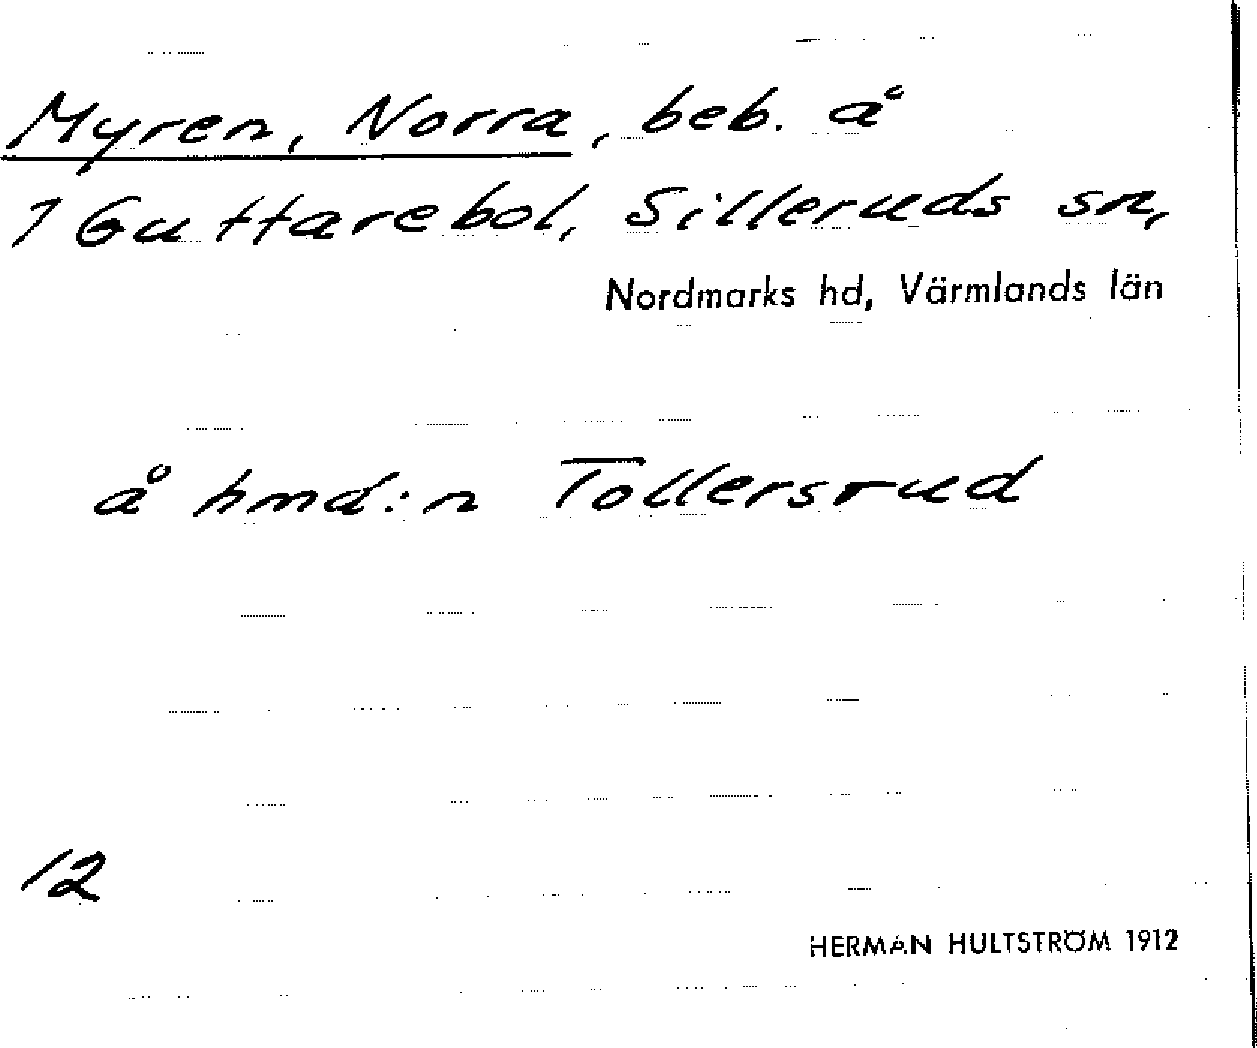 Myren, Norra, beb. å
1 Guttarebol, Silleruds sn,
Nordmarks hd, Värmlands län
å hmd:n Tollersrud
12
HERMAN HULTSTRÖM 1912